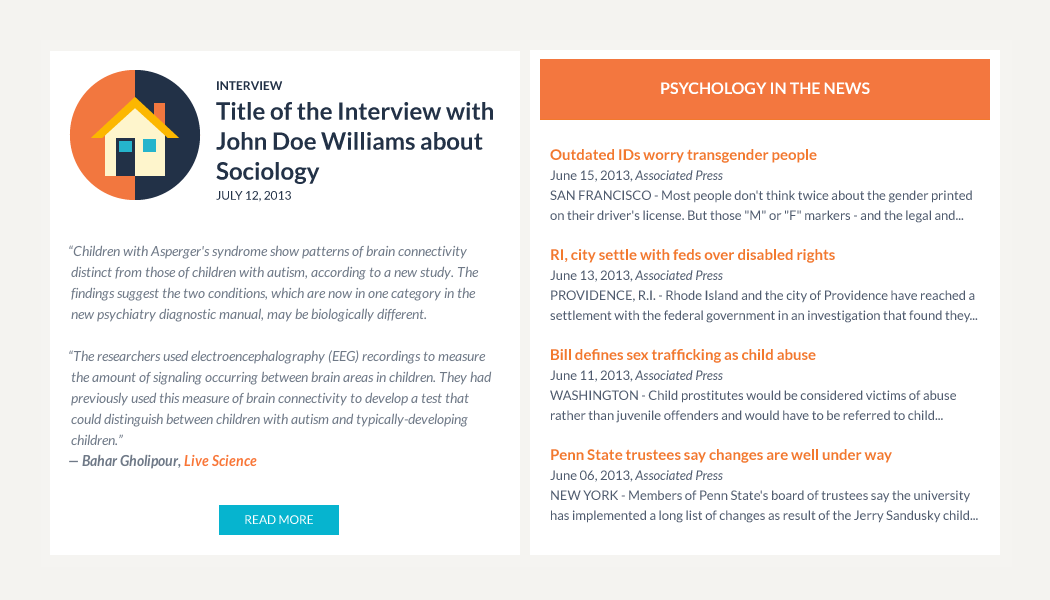 INTERVIEW
Title of the Interview with
John Doe Williams about
Sociology
JULY 12, 2013
“Children with Asperger's syndrome show patterns of brain connectivity
distinct from those of children with autism, according to a new study. The
findings suggest the two conditions, which are now in one category in the
new psychiatry diagnostic manual, may be biologically different.
“The researchers used electroencephalography (EEG) recordings to measure
the amount of signaling occurring between brain areas in children. They had
previously used this measure of brain connectivity to develop a test that
could distinguish between children with autism and typically-developing
children.”
— Bahar Gholipour, Live Science
READ MORE
PSYCHOLOGY IN THE NEWS
Outdated IDs worry transgender people
June 15, 2013, Associated Press
SAN FRANCISCO - Most people don't think twice about the gender printed
on their driver's license. But those "M" or "F" markers - and the legal and...
RI, city settle with feds over disabled rights
June 13, 2013, Associated Press
PROVIDENCE, R.I. - Rhode Island and the city of Providence have reached a
settlement with the federal government in an investigation that found they...
Bill defines sex trafficking as child abuse
June 11, 2013, Associated Press
WASHINGTON - Child prostitutes would be considered victims of abuse
rather than juvenile offenders and would have to be referred to child...
Penn State trustees say changes are well under way
June 06, 2013, Associated Press
NEW YORK - Members of Penn State's board of trustees say the university
has implemented a long list of changes as result of the Jerry Sandusky child...